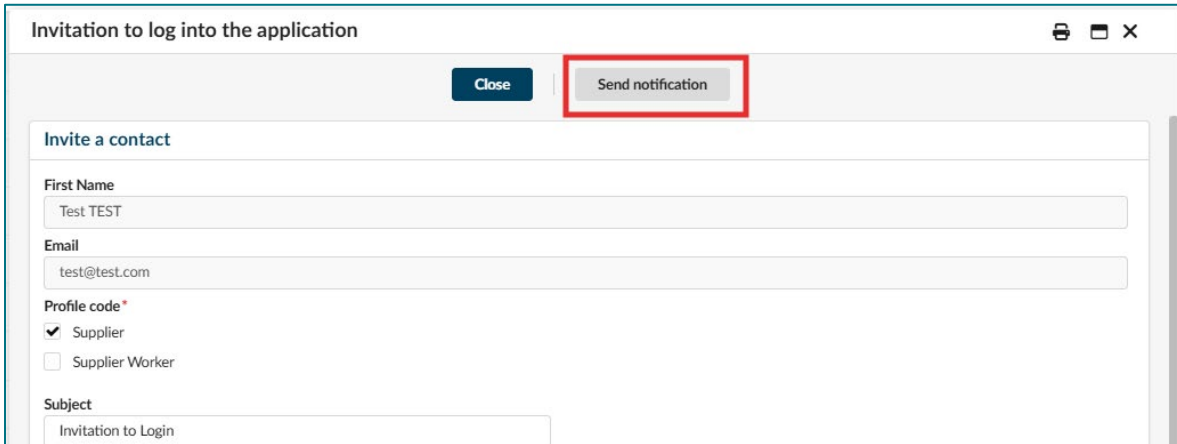 Invitation to log into the application
Close
Send notification
Invite a contact
First Name
Test TEST
Email
test@test.com
Profile code*
Supplier
Supplier Worker
Subject
Invitation to Login